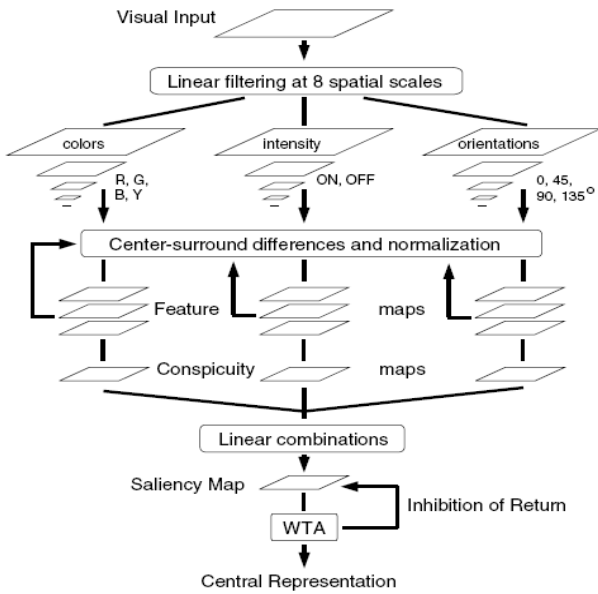 Visual Input
Linear filtering at 8 spatial scales
colors
intensity
orientations
R, G,
B, Y
ON, OFF
0, 45,
90, 135°
Center-surround differences and normalization
Feature maps
Conspicuity maps
Linear combinations
Saliency Map
Inhibition of Return
WTA
Central Representation